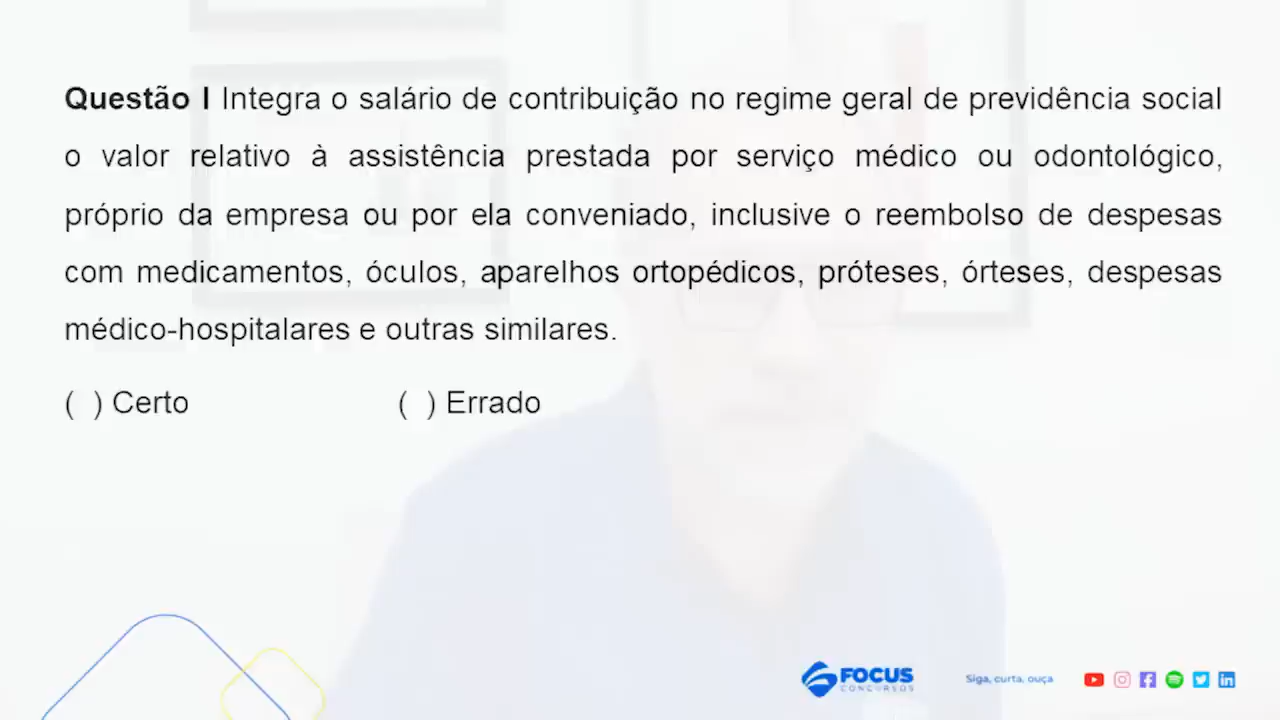 Questão I Integra o salário de contribuição no regime geral de previdência social
o valor relativo à assistência prestada por serviço médico ou odontológico,
próprio da empresa ou por ela conveniado, inclusive o reembolso de despesas
com medicamentos, óculos, aparelhos ortopédicos, próteses, órteses, despesas
médico-hospitalares e outras similares.
( ) Certo ( ) Errado
FOCUS
CONCURSOS
Siga, curta, ouça